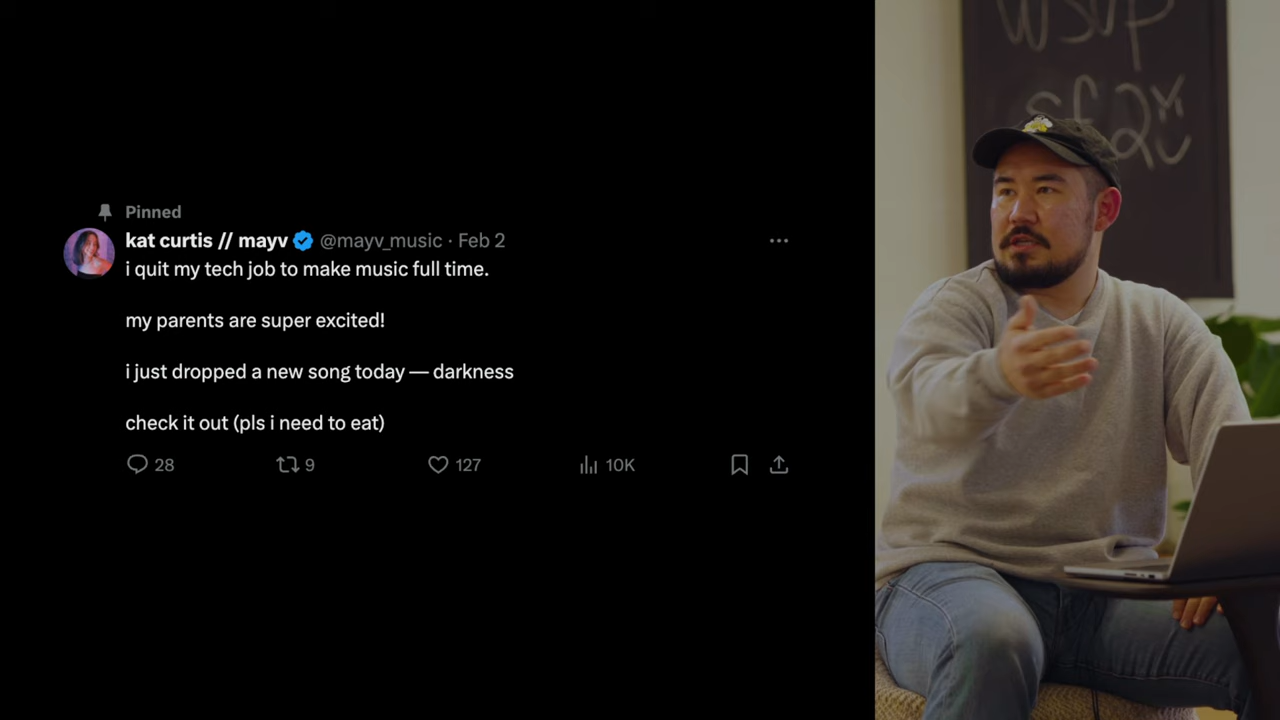 Pinned
kat curtis // mayv @mayv_music · Feb 2
i quit my tech job to make music full time.
my parents are super excited!
i just dropped a new song today — darkness
check it out (pls i need to eat)
28 9 127 10K
wsvp
sf2